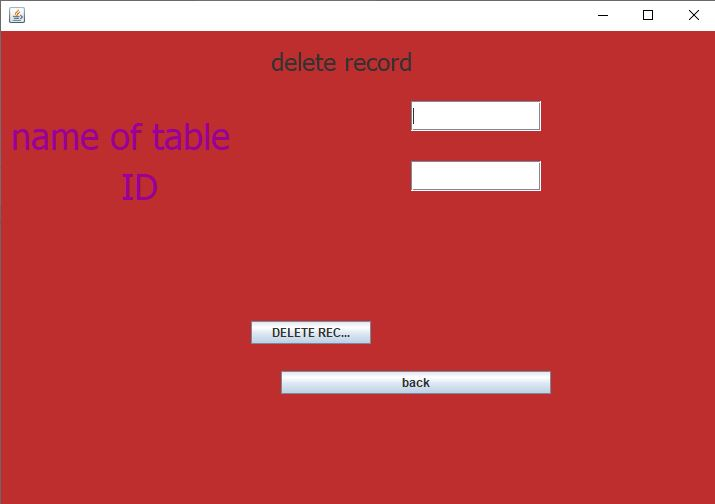 delete record
name of table
ID
DELETE REC...
back